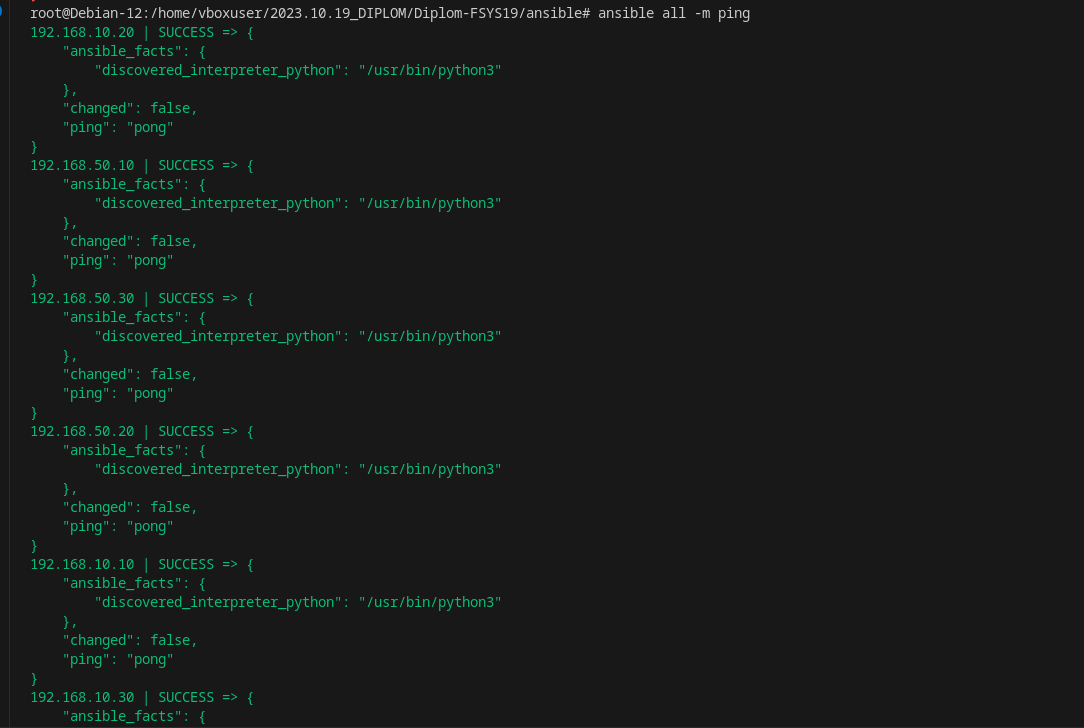 root@Debian-12:/home/vboxuser/2023.10.19_DIPLOM/Diplom-FSYS19/ansible# ansible all -m ping
192.168.10.20 | SUCCESS => {
    "ansible_facts": {
        "discovered_interpreter_python": "/usr/bin/python3"
    },
    "changed": false,
    "ping": "pong"
}
192.168.50.10 | SUCCESS => {
    "ansible_facts": {
        "discovered_interpreter_python": "/usr/bin/python3"
    },
    "changed": false,
    "ping": "pong"
}
192.168.50.30 | SUCCESS => {
    "ansible_facts": {
        "discovered_interpreter_python": "/usr/bin/python3"
    },
    "changed": false,
    "ping": "pong"
}
192.168.50.20 | SUCCESS => {
    "ansible_facts": {
        "discovered_interpreter_python": "/usr/bin/python3"
    },
    "changed": false,
    "ping": "pong"
}
192.168.10.10 | SUCCESS => {
    "ansible_facts": {
        "discovered_interpreter_python": "/usr/bin/python3"
    },
    "changed": false,
    "ping": "pong"
}
192.168.10.30 | SUCCESS => {
    "ansible_facts": {